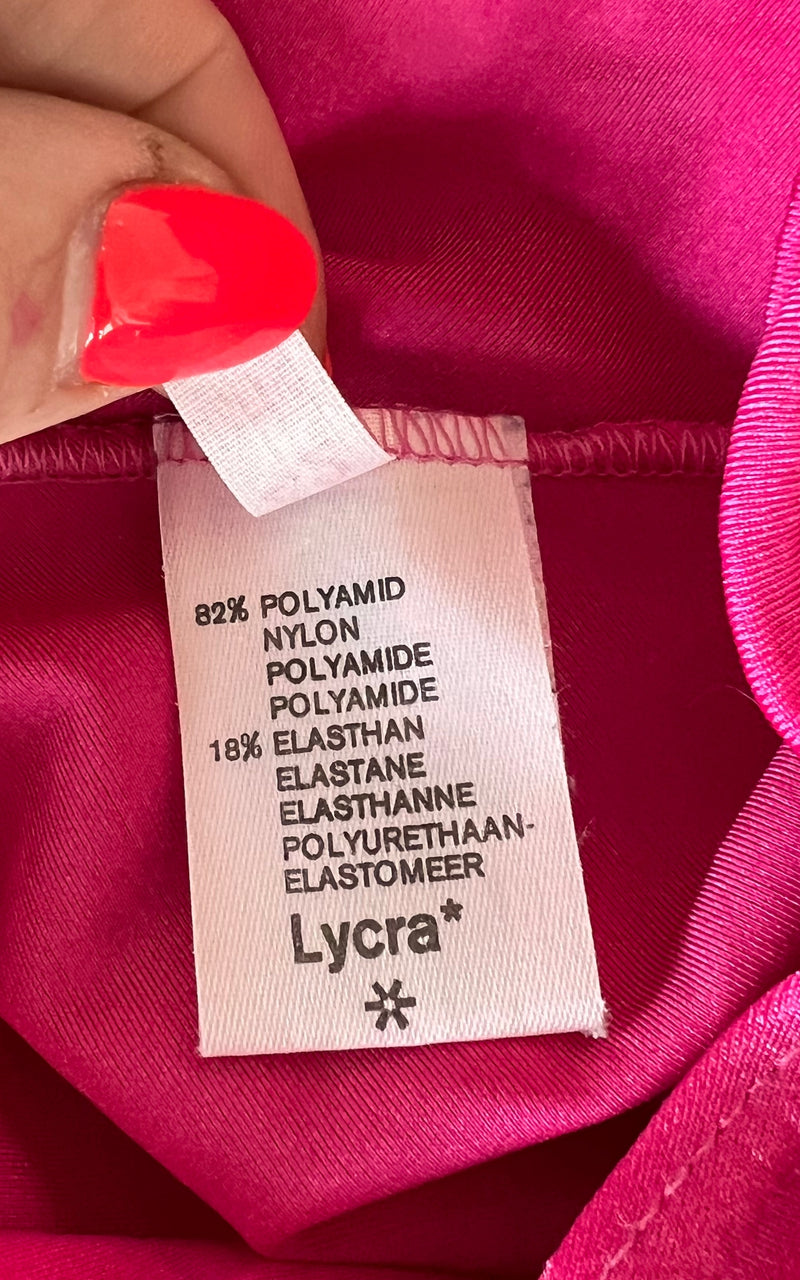 82% POLYAMID
NYLON
POLYAMIDE
POLYAMIDE
18% ELASTHAN
ELASTANE
ELASTHANNE
POLYURETHAAN-
ELASTOMEER
Lycra*